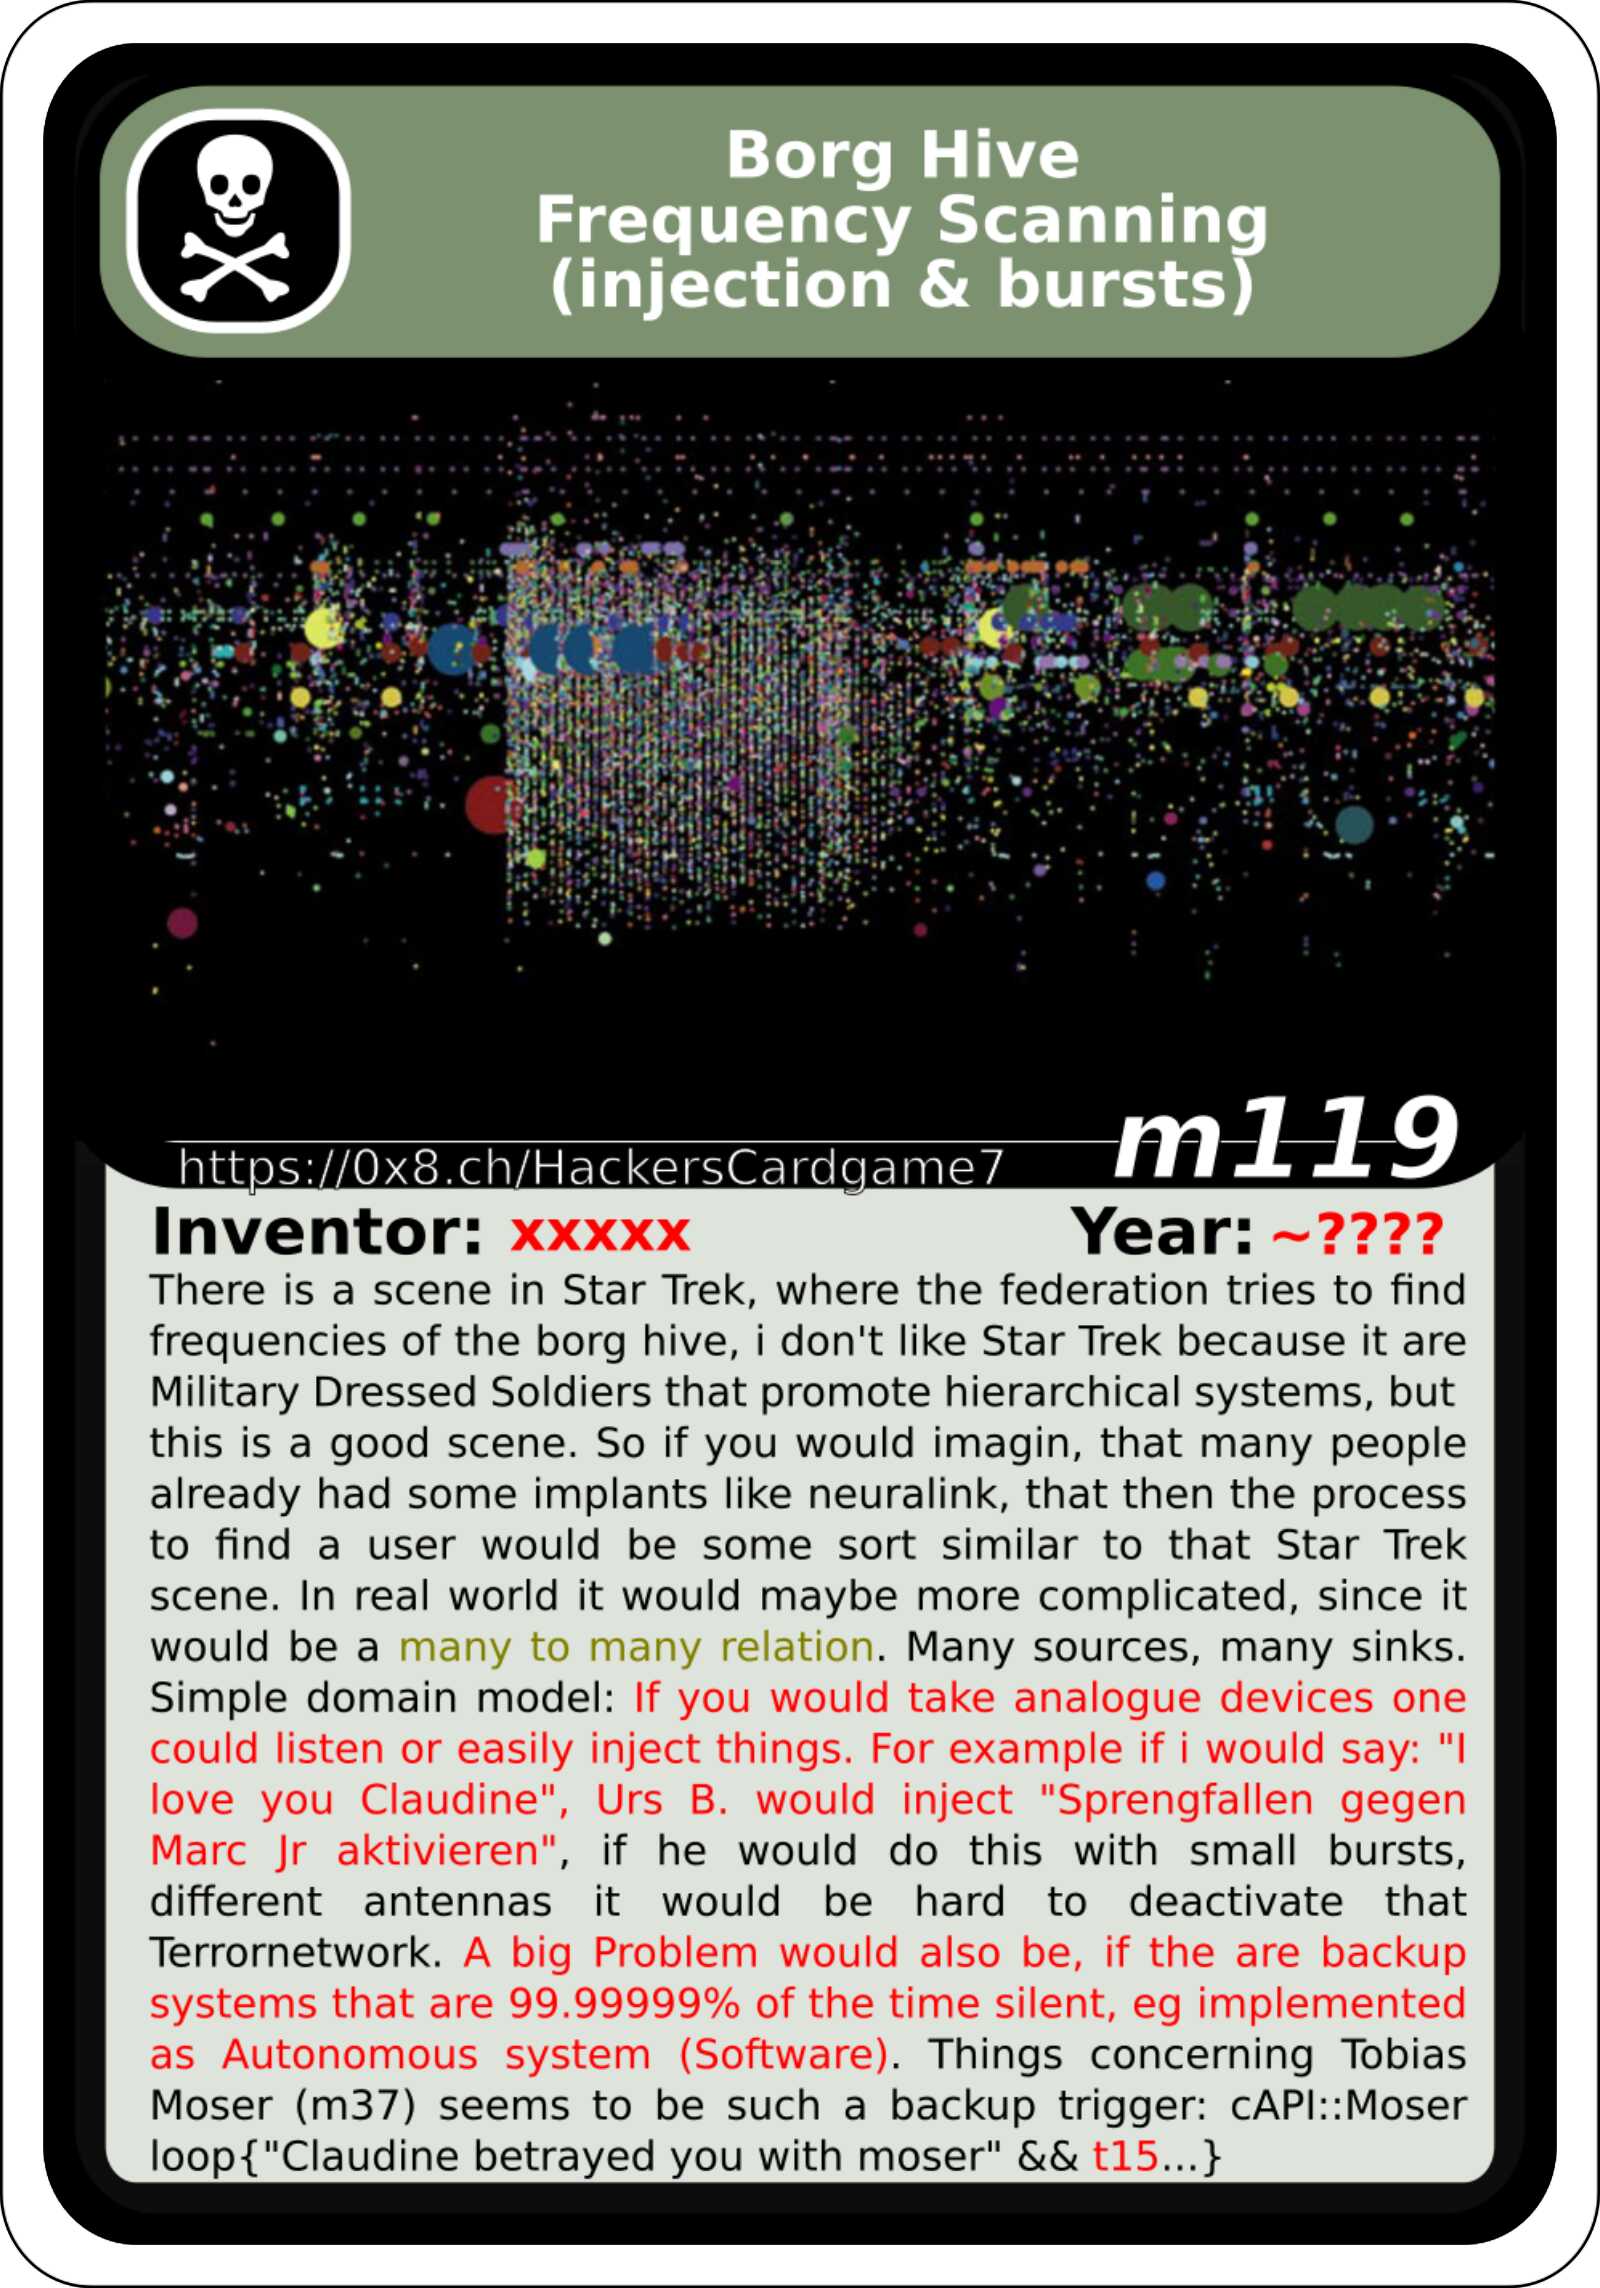 Borg Hive
Frequency Scanning
(injection & bursts)
m119
https://0x8.ch/HackersCardgame7
Inventor: xxxxx Year: ~????
There is a scene in Star Trek, where the federation tries to find
frequencies of the borg hive, i don't like Star Trek because it are
Military Dressed Soldiers that promote hierarchical systems, but
this is a good scene. So if you would imagin, that many people
already had some implants like neuralink, that then the process
to find a user would be some sort similar to that Star Trek
scene. In real world it would maybe more complicated, since it
would be a many to many relation. Many sources, many sinks.
Simple domain model: If you would take analogue devices one
could listen or easily inject things. For example if i would say: "I
love you Claudine", Urs B. would inject "Sprengfallen gegen
Marc Jr aktivieren", if he would do this with small bursts,
different antennas it would be hard to deactivate that
Terrornetwork. A big Problem would also be, if the are backup
systems that are 99.99999% of the time silent, eg implemented
as Autonomous system (Software). Things concerning Tobias
Moser (m37) seems to be such a backup trigger: cAPI::Moser
loop{"Claudine betrayed you with moser" && t15...}